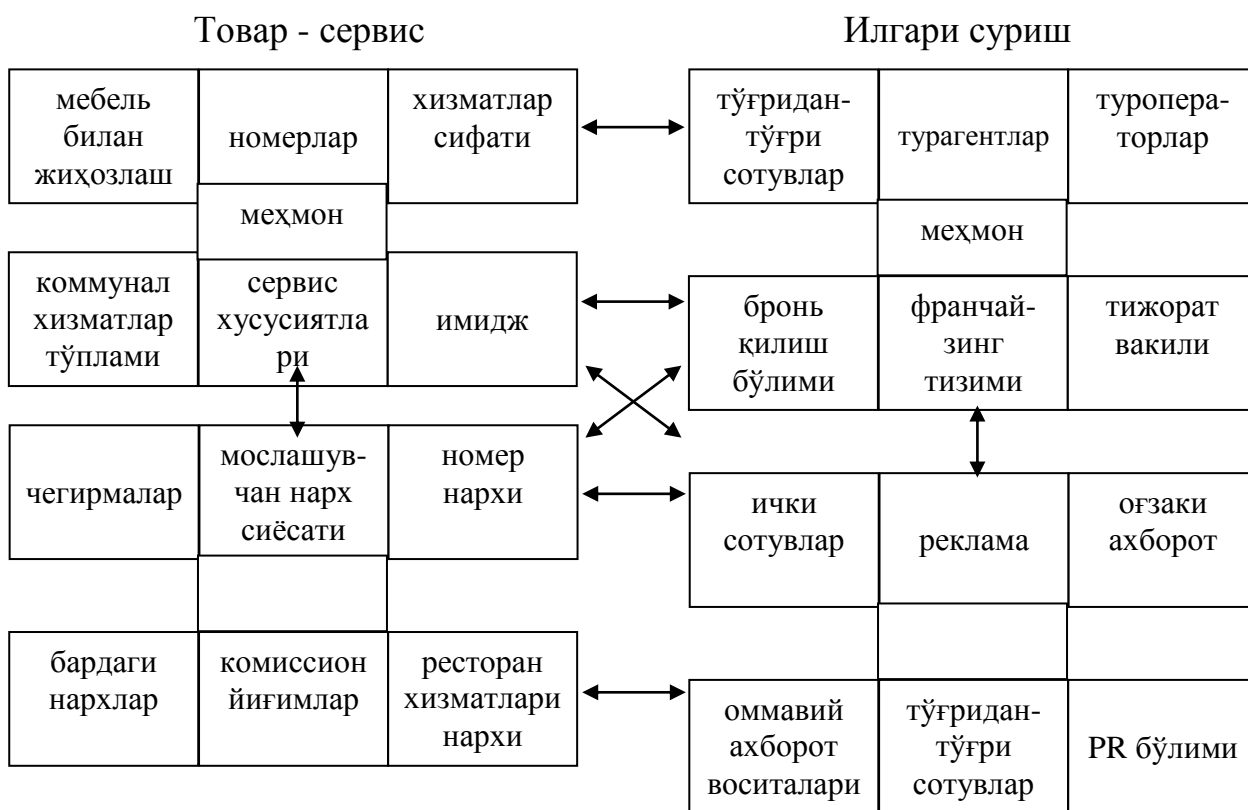 Товар - сервис
Илгари суриш
мебель
билан
жиҳозлаш
номерлар
хизматлар
сифати
тўғридан-
тўғри
сотувлар
турагентлар
туропера-
торлар
меҳмон
меҳмон
коммунал
хизматлар
тўплами
сервис
хусусиятла
ри
имидж
бронь
қилиш
бўлими
франчай-
зинг
тизими
тижорат
вакили
чегирмалар
мослашув-
чан нарх
сиёсати
номер
нархи
ички
сотувлар
реклама
оғзаки
ахборот
бардаги
нархлар
комиссион
йиғимлар
ресторан
хизматлари
нархи
оммавий
ахборот
воситалари
тўғридан-
тўғри
сотувлар
PR бўлими